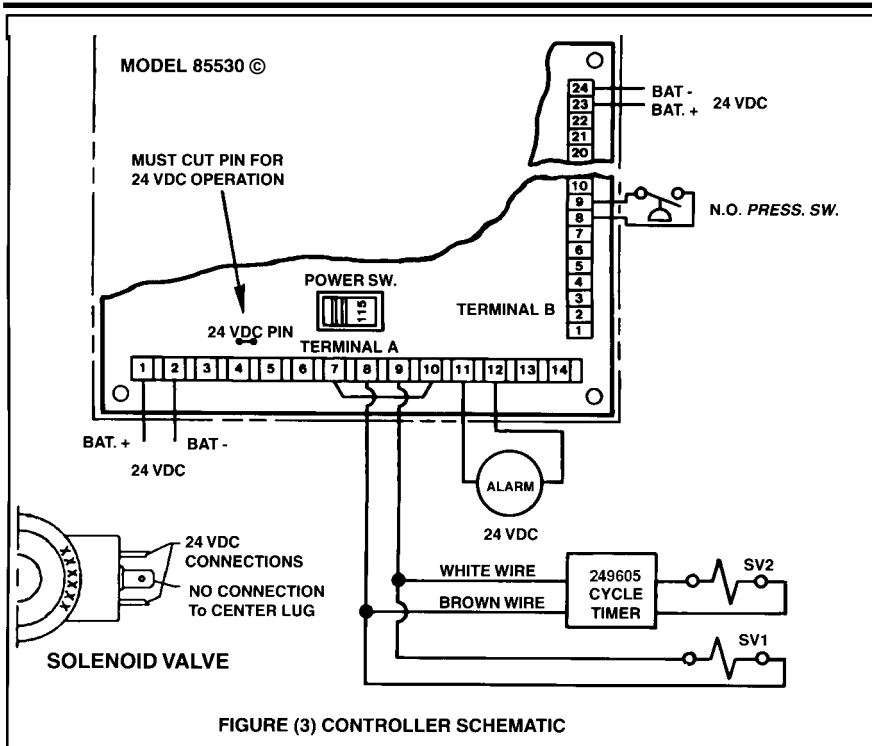 MODEL 85530 ©
24
23
22
21
20
BAT -
BAT. +
24 VDC
MUST CUT PIN FOR
24 VDC OPERATION
10
9
8
7
6
5
4
3
2
1
N.O. PRESS. SW.
POWER SW.
115
TERMINAL B
24 VDC PIN
TERMINAL A
1 2 3 4 5 6 7 8 9 10 11 12 13 14
BAT. + BAT -
24 VDC
ALARM
24 VDC
24 VDC
CONNECTIONS
NO CONNECTION
To CENTER LUG
XXXXXX
SOLENOID VALVE
WHITE WIRE
BROWN WIRE
249605
CYCLE
TIMER
SV2
SV1
FIGURE (3) CONTROLLER SCHEMATIC